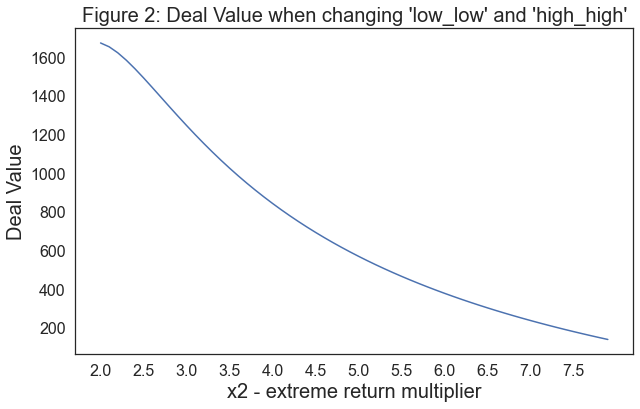 Figure 2: Deal Value when changing 'low_low' and 'high_high'
Deal Value
1600
1400
1200
1000
800
600
400
200
2.0 2.5 3.0 3.5 4.0 4.5 5.0 5.5 6.0 6.5 7.0 7.5
x2 - extreme return multiplier